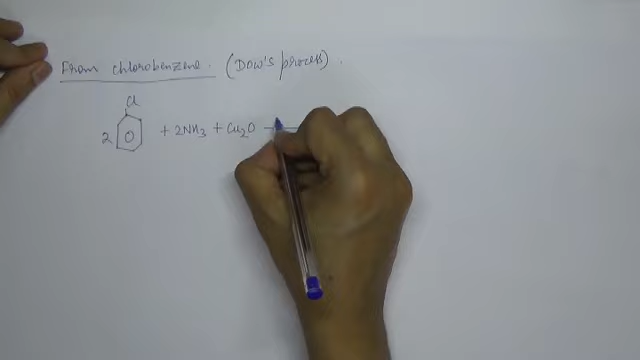 From chlorobenzene. (Dow's process).
Cl
2 + 2NH3 + Cu2O